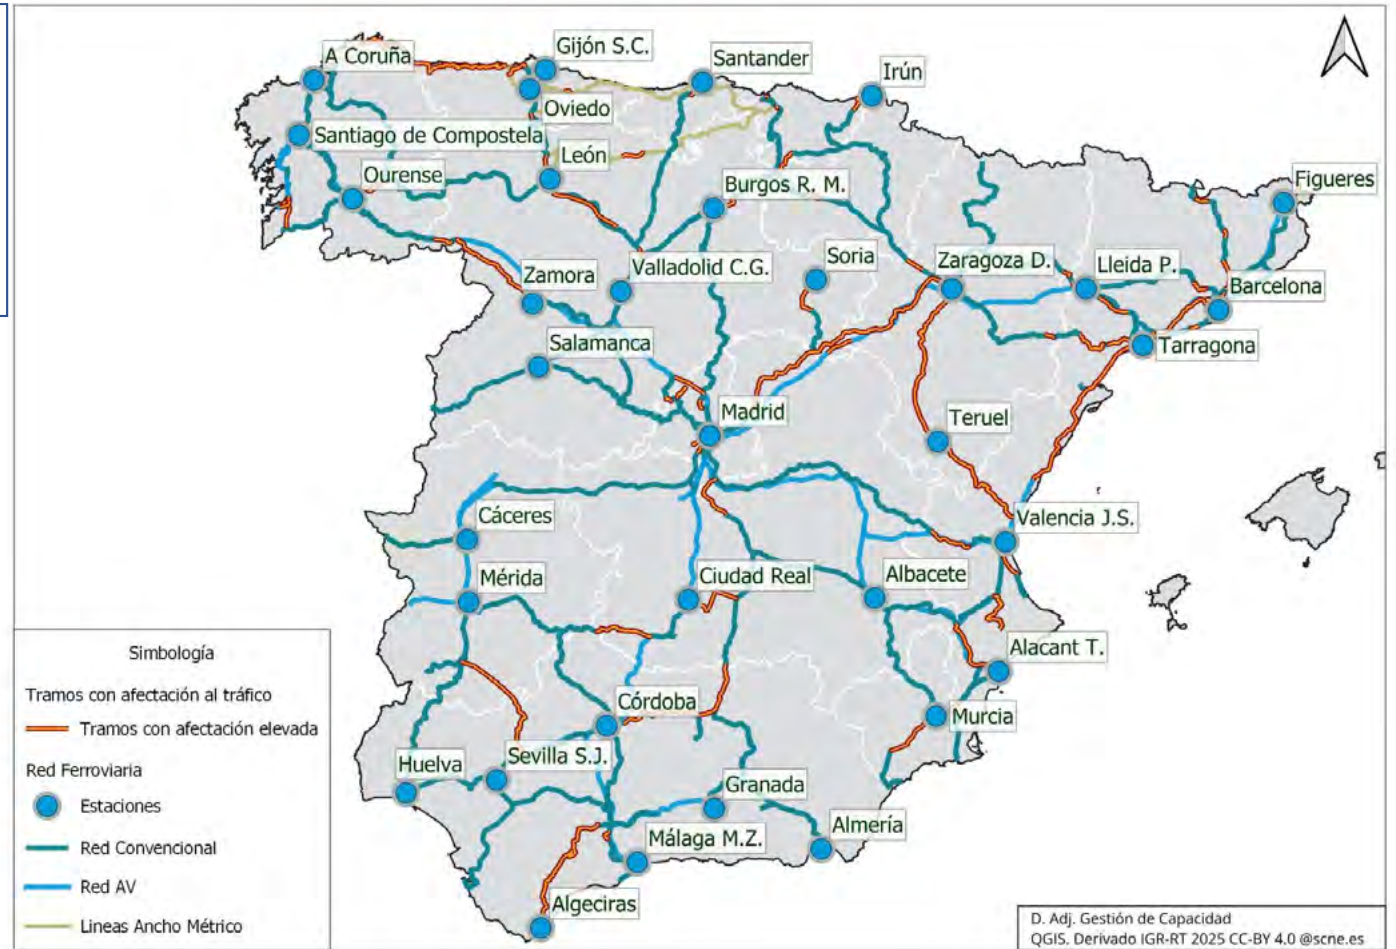 A Coruña
Gijón S.C.
Santander
Irún
Oviedo
Santiago de Compostela
León
Ourense
Burgos R. M.
Figueres
Zamora
Valladolid C.G.
Soria
Zaragoza D.
Lleida P.
Barcelona
Salamanca
Tarragona
Madrid
Teruel
Cáceres
Valencia J.S.
Mérida
Ciudad Real
Albacete
Alacant T.
Córdoba
Murcia
Huelva
Sevilla S.J.
Granada
Almería
Málaga M.Z.
Algeciras
Simbología
Tramos con afectación al tráfico
Tramos con afectación elevada
Red Ferroviaria
Estaciones
Red Convencional
Red AV
Lineas Ancho Métrico
D. Adj. Gestión de Capacidad
QGIS. Derivado IGR-RT 2025 CC-BY 4.0 @scne.es